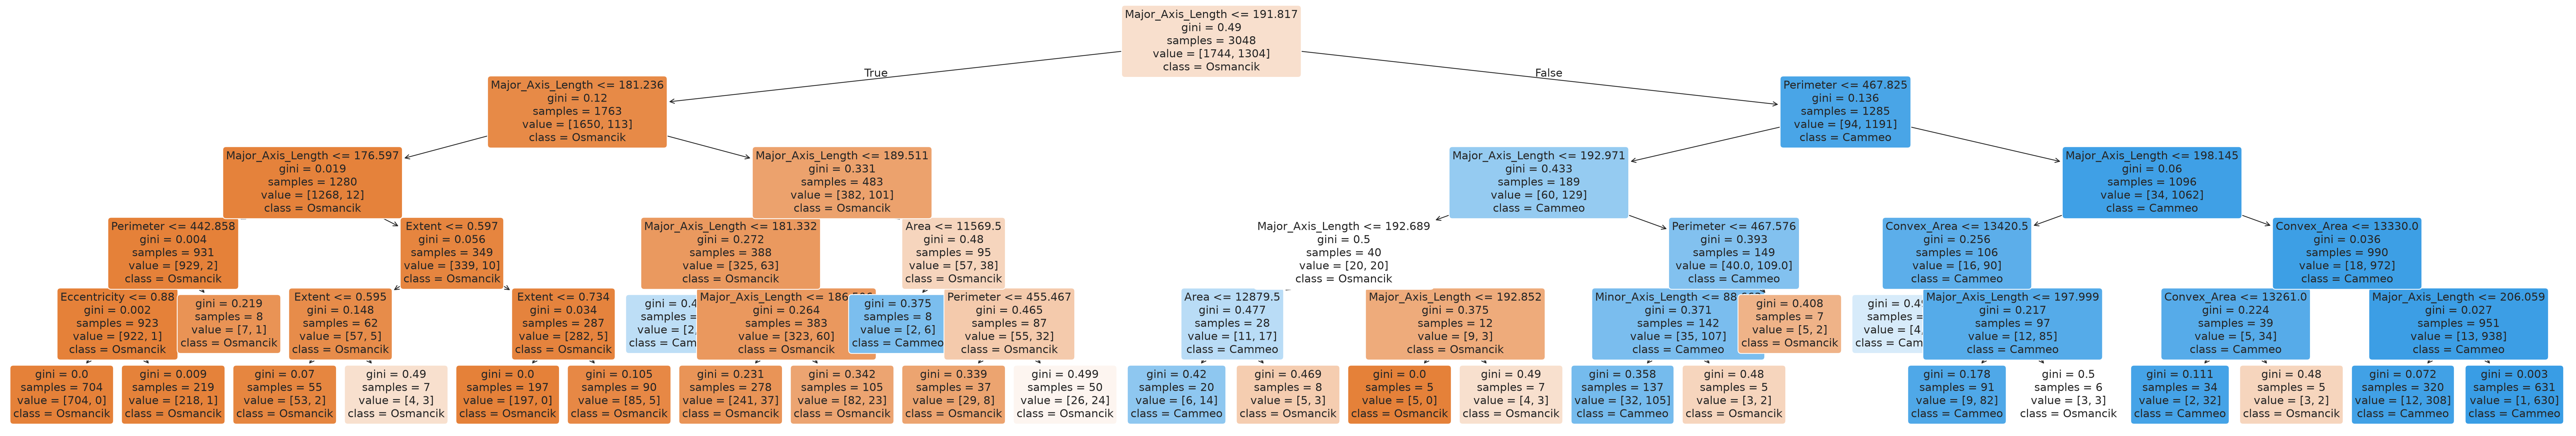 Major_Axis_Length <= 191.817
gini = 0.49
samples = 3048
value = [1744, 1304]
class = Osmancik
True
False
Major_Axis_Length <= 181.236
gini = 0.12
samples = 1763
value = [1650, 113]
class = Osmancik
Perimeter <= 467.825
gini = 0.136
samples = 1285
value = [94, 1191]
class = Cammeo
Major_Axis_Length <= 176.597
gini = 0.019
samples = 1280
value = [1268, 12]
class = Osmancik
Major_Axis_Length <= 189.511
gini = 0.331
samples = 483
value = [382, 101]
class = Osmancik
Major_Axis_Length <= 192.971
gini = 0.433
samples = 189
value = [60, 129]
class = Cammeo
Major_Axis_Length <= 198.145
gini = 0.06
samples = 1096
value = [34, 1062]
class = Cammeo
Perimeter <= 442.858
gini = 0.004
samples = 931
value = [929, 2]
class = Osmancik
Extent <= 0.597
gini = 0.056
samples = 349
value = [339, 10]
class = Osmancik
Major_Axis_Length <= 181.332
gini = 0.272
samples = 388
value = [325, 63]
class = Osmancik
Area <= 11569.5
gini = 0.48
samples = 95
value = [57, 38]
class = Osmancik
Major_Axis_Length <= 192.689
gini = 0.5
samples = 40
value = [20, 20]
class = Osmancik
Perimeter <= 467.576
gini = 0.393
samples = 149
value = [40.0, 109.0]
class = Cammeo
Convex_Area <= 13420.5
gini = 0.256
samples = 106
value = [16, 90]
class = Cammeo
Convex_Area <= 13330.0
gini = 0.036
samples = 990
value = [18, 972]
class = Cammeo
Eccentricity <= 0.88
gini = 0.002
samples = 923
value = [922, 1]
class = Osmancik
gini = 0.219
samples = 8
value = [7, 1]
class = Osmancik
Extent <= 0.595
gini = 0.148
samples = 62
value = [57, 5]
class = Osmancik
Extent <= 0.734
gini = 0.034
samples = 287
value = [282, 5]
class = Osmancik
gini =
samples =
value =
class =
Major_Axis_Length <=
gini = 0.264
samples = 383
value = [323, 60]
class = Osmancik
gini = 0.375
samples = 8
value = [2, 6]
class = Cammeo
Perimeter <= 455.467
gini = 0.465
samples = 87
value = [55, 32]
class = Osmancik
Area <= 12879.5
gini = 0.477
samples = 28
value = [11, 17]
class = Cammeo
Major_Axis_Length <= 192.852
gini = 0.375
samples = 12
value = [9, 3]
class = Osmancik
Minor_Axis_Length <=
gini = 0.371
samples = 142
value = [35, 107]
class = Cammeo
gini = 0.408
samples = 7
value = [5, 2]
class = Osmancik
gini =
samples =
value =
class =
Major_Axis_Length <= 197.999
gini = 0.217
samples = 97
value = [12, 85]
class = Cammeo
Convex_Area <= 13261.0
gini = 0.224
samples = 39
value = [5, 34]
class = Cammeo
Major_Axis_Length <= 206.059
gini = 0.027
samples = 951
value = [13, 938]
class = Cammeo
gini = 0.0
samples = 704
value = [704, 0]
class = Osmancik
gini = 0.009
samples = 219
value = [218, 1]
class = Osmancik
gini = 0.07
samples = 55
value = [53, 2]
class = Osmancik
gini = 0.49
samples = 7
value = [4, 3]
class = Osmancik
gini = 0.0
samples = 197
value = [197, 0]
class = Osmancik
gini = 0.105
samples = 90
value = [85, 5]
class = Osmancik
gini = 0.231
samples = 278
value = [241, 37]
class = Osmancik
gini = 0.342
samples = 105
value = [82, 23]
class = Osmancik
gini = 0.339
samples = 37
value = [29, 8]
class = Osmancik
gini = 0.499
samples = 50
value = [26, 24]
class = Osmancik
gini = 0.42
samples = 20
value = [6, 14]
class = Cammeo
gini = 0.469
samples = 8
value = [5, 3]
class = Osmancik
gini = 0.0
samples = 5
value = [5, 0]
class = Osmancik
gini = 0.49
samples = 7
value = [4, 3]
class = Osmancik
gini = 0.358
samples = 137
value = [32, 105]
class = Cammeo
gini = 0.48
samples = 5
value = [3, 2]
class = Osmancik
gini = 0.178
samples = 91
value = [9, 82]
class = Cammeo
gini = 0.5
samples = 6
value = [3, 3]
class = Osmancik
gini = 0.111
samples = 34
value = [2, 32]
class = Cammeo
gini = 0.48
samples = 5
value = [3, 2]
class = Osmancik
gini = 0.072
samples = 320
value = [12, 308]
class = Cammeo
gini = 0.003
samples = 631
value = [1, 630]
class = Cammeo